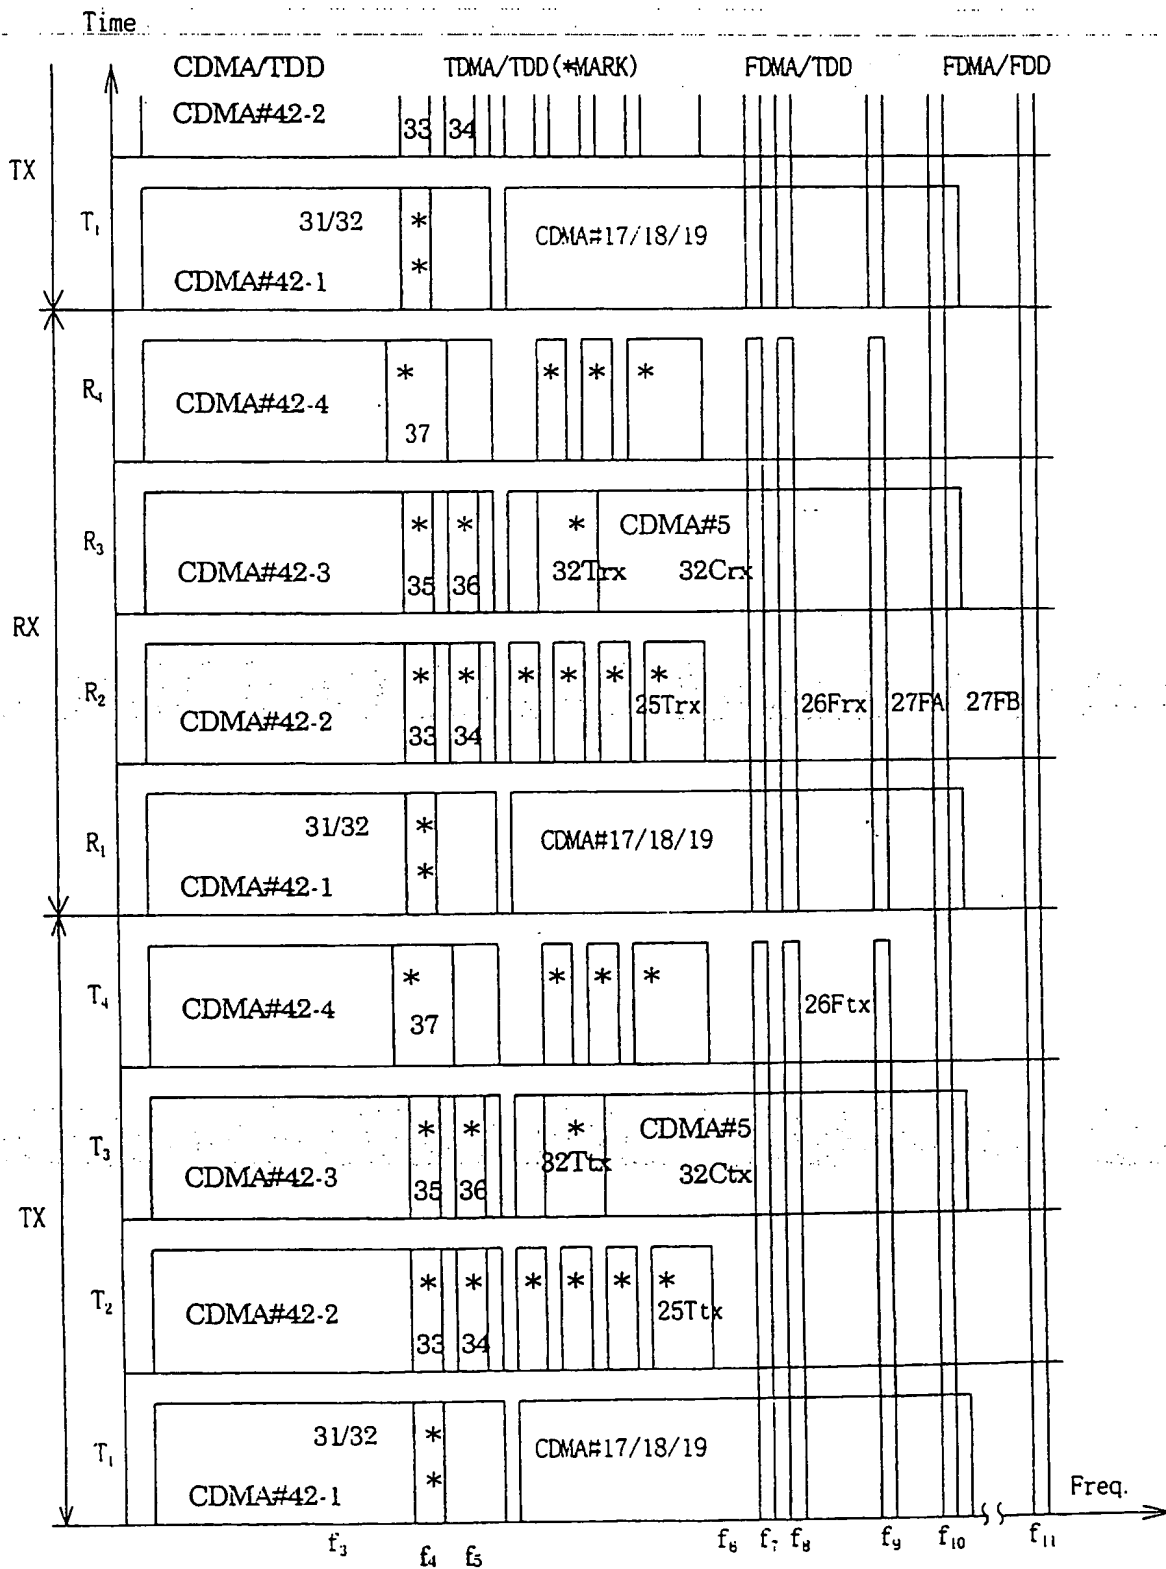 Time
CDMA/TDD TDMA/TDD(*MARK) FDMA/TDD FDMA/FDD
CDMA#42-2 33 34
TX
T₁ 31/32 * CDMA#17/18/19
*
CDMA#42-1
R₄ * * * *
CDMA#42-4
37
R₃ * * * CDMA#5
CDMA#42-3 35 36 32Trx 32Crx
RX
R₂ * * * * * *
CDMA#42-2 33 34 25Trx 26Frx 27FA 27FB
R₁ 31/32 * CDMA#17/18/19
*
CDMA#42-1
T₄ * * * *
CDMA#42-4 37 26Ftx
T₃ * * * CDMA#5
CDMA#42-3 35 36 32Ttx 32Ctx
TX
T₂ * * * * * *
CDMA#42-2 33 34 25Ttx
T₁ 31/32 * CDMA#17/18/19
*
CDMA#42-1
Freq.
f₃ f₄ f₅ f₆ f₇ f₈ f₉ f₁₀ f₁₁